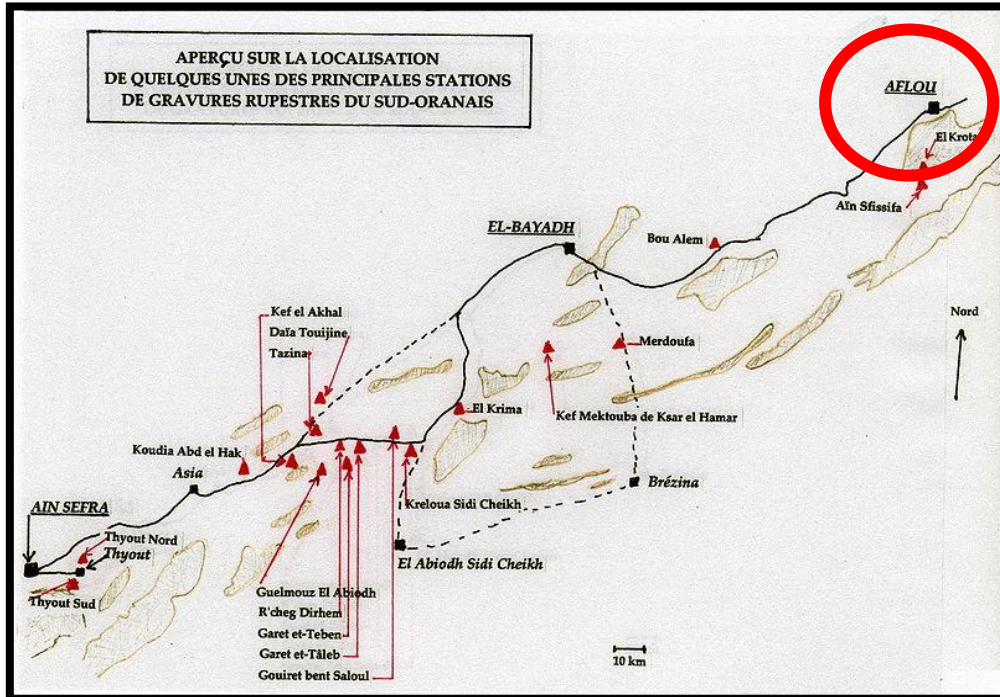 APERÇU SUR LA LOCALISATION
DE QUELQUES UNES DES PRINCIPALES STATIONS
DE GRAVURES RUPESTRES DU SUD-ORANAIS
AFLOU
El Krota
Aïn Sfissifa
EL-BAYADH
Bou Alem
Nord
Kef el Akhal
Daïa Touijine
Tazina
Merdoufa
El Krima
Kef Mektouba de Ksar el Hamar
Koudia Abd el Hak
Asia
Brézina
Kreloua Sidi Cheikh
AIN SEFRA
Thyout Nord
Thyout
El Abiodh Sidi Cheikh
Thyout Sud
Guelmouz El Abiodh
R'cheg Dirhem
Garet et-Teben
Garet et-Tâleb
Gouiret bent Saloul
10 km